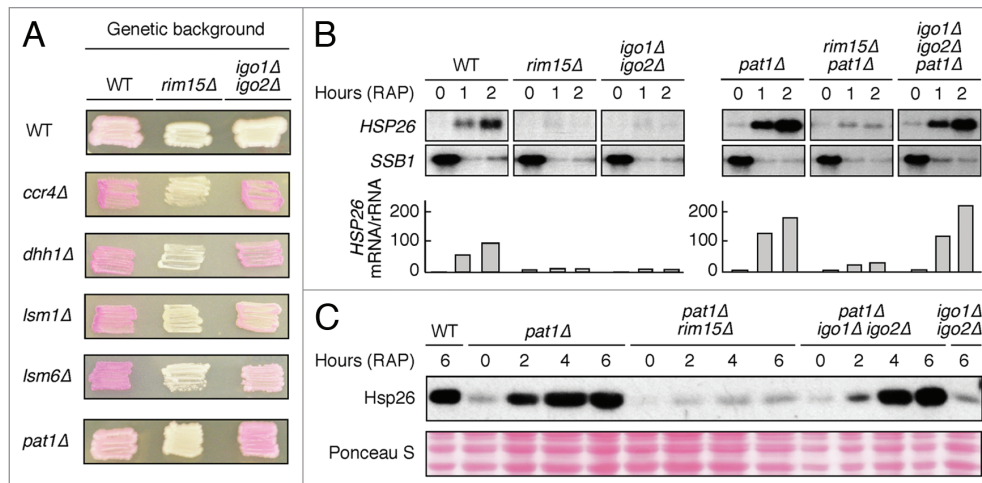 A
Genetic background
WT rim15Δ igo1Δ igo2Δ
WT
ccr4Δ
dhh1Δ
lsm1Δ
lsm6Δ
pat1Δ
B
WT rim15Δ igo1Δ igo2Δ pat1Δ rim15Δ pat1Δ igo1Δ igo2Δ pat1Δ
Hours (RAP) 0 1 2 0 1 2 0 1 2 0 1 2 0 1 2 0 1 2
HSP26
SSB1
HSP26 mRNA/rRNA
200 200
100 100
0 0
C
WT pat1Δ pat1Δ rim15Δ pat1Δ igo1Δ igo2Δ igo1Δ igo2Δ
Hours (RAP) 6 0 2 4 6 0 2 4 6 0 2 4 6 6
Hsp26
Ponceau S